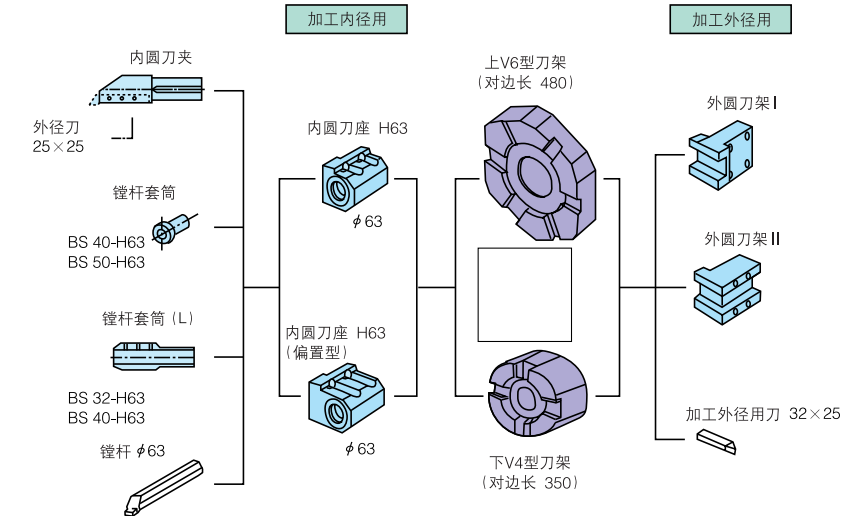 加工内径用
加工外径用
内圆刀夹
外径刀
25×25
镗杆套筒
BS 40-H63
BS 50-H63
镗杆套筒 (L)
BS 32-H63
BS 40-H63
镗杆 ϕ63
内圆刀座 H63
ϕ63
内圆刀座 H63
(偏置型)
ϕ63
上V6型刀架
(对边长 480)
下V4型刀架
(对边长 350)
外圆刀架Ⅰ
外圆刀架Ⅱ
加工外径用刀 32×25